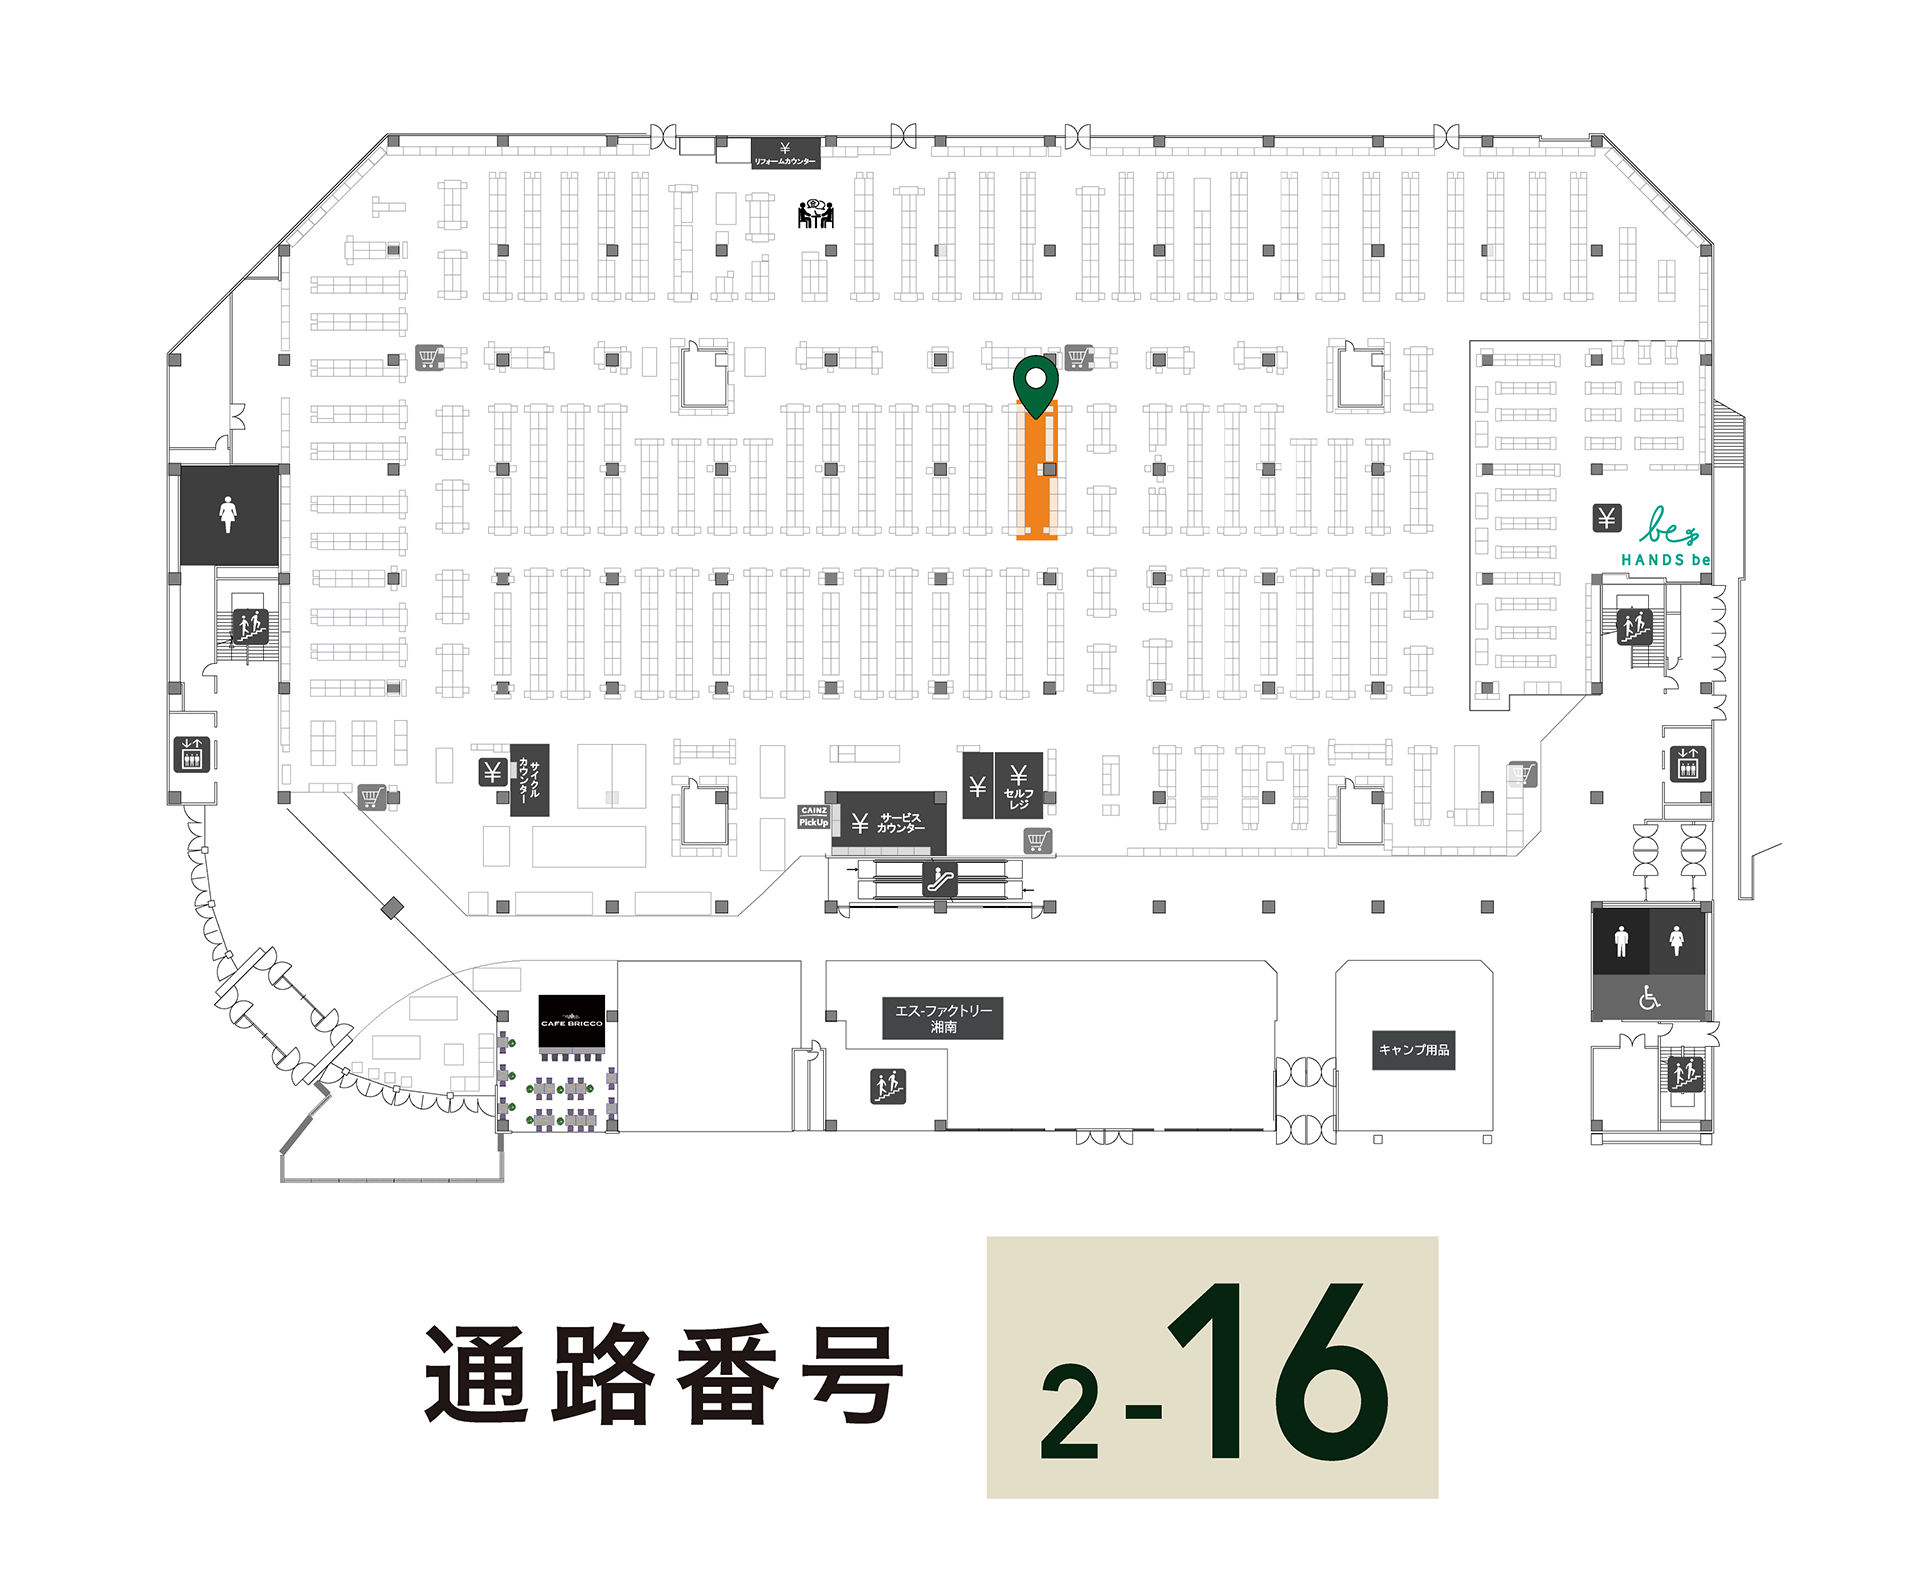 ¥
リフォームカウンター
¥
be
HANDS be
¥
サイクル
カウンター
¥
¥
セルフ
レジ
CAINZ
PickUp
¥
サービス
カウンター
エス-ファクトリー
湘南
CAFE BRICCO
キャンプ用品
通路番号
2-16